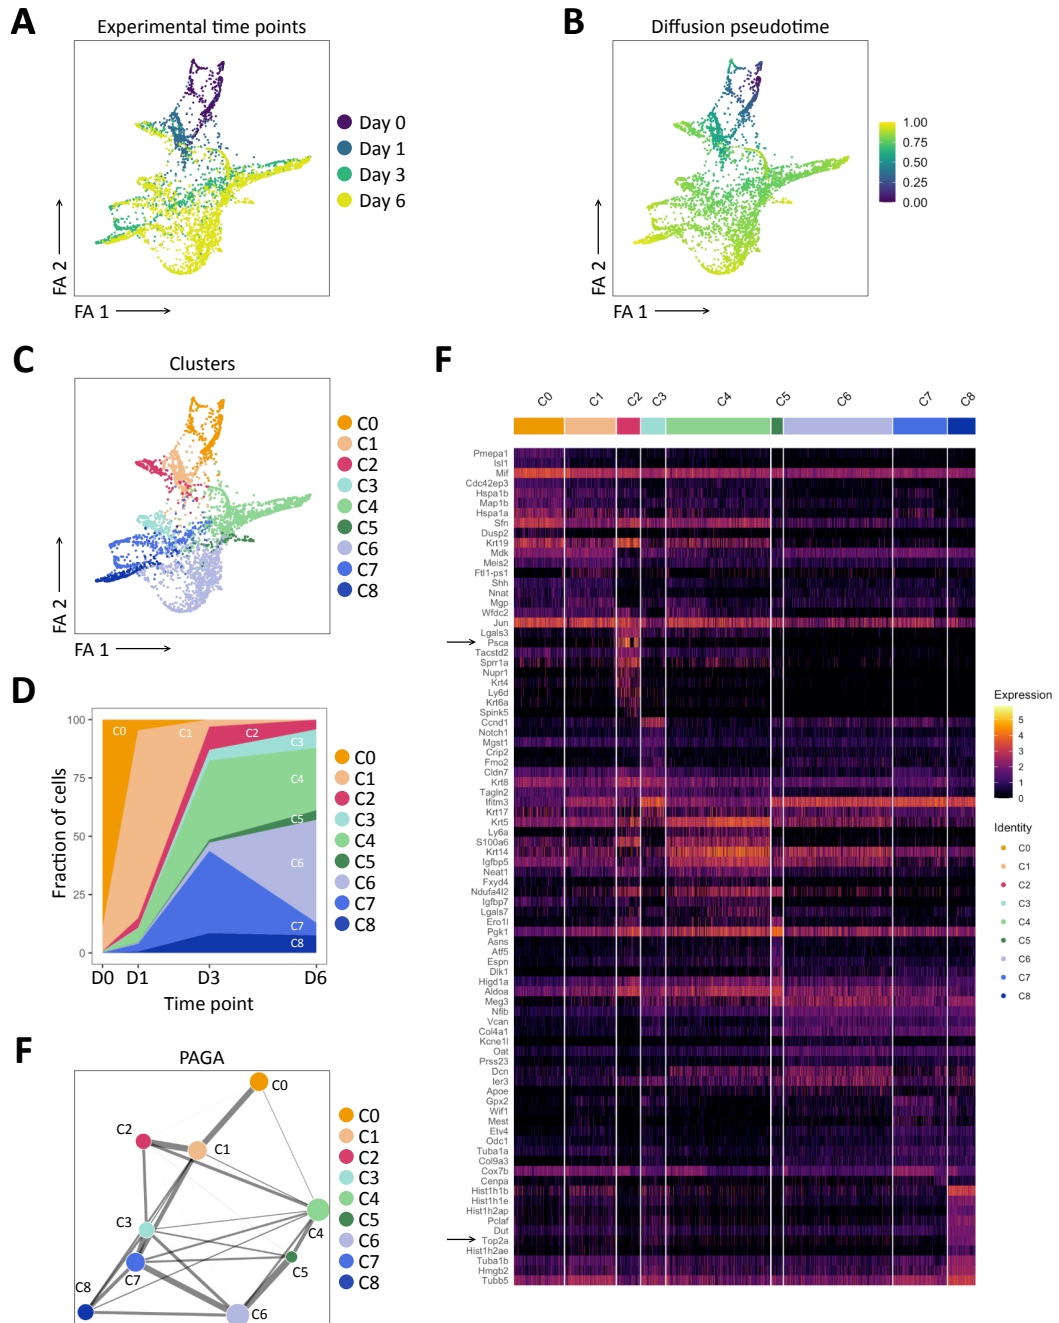 A
Experimental time points
Day 0
Day 1
Day 3
Day 6
FA 2
FA 1
B
Diffusion pseudotime
1.00
0.75
0.50
0.25
0.00
FA 2
FA 1
C
Clusters
C0
C1
C2
C3
C4
C5
C6
C7
C8
FA 2
FA 1
D
100
75
50
25
0
Fraction of cells
C0
C1
C2
C3
C4
C5
C6
C7
C8
D0 D1 D3 D6
Time point
C0
C1
C2
C3
C4
C5
C6
C7
C8
F
PAGA
C0
C2
C1
C3
C4
C7
C5
C8
C6
C0
C1
C2
C3
C4
C5
C6
C7
C8
F
C0 C1 C2 C3 C4 C5 C6 C7 C8
Pmepa1
Isl1
Mif
Cdc42ep3
Hspa1b
Map1b
Hspa1a
Sfn
Dusp2
Krt19
Mdk
Meis2
Ftl1-ps1
Shh
Nnat
Mgp
Wfdc2
Jun
Lgals3
Psca
Tacstd2
Sprr1a
Nupr1
Krt4
Ly6d
Krt6a
Spink5
Ccnd1
Notch1
Mgst1
Crip2
Fmo2
Cldn7
Krt8
Tagln2
Ifitm3
Krt17
Krt5
Ly6a
S100a6
Krt14
Igfbp5
Neat1
Fxyd4
Ndufa4l2
Igfbp7
Lgals7
Ero1l
Pgk1
Asns
Atf5
Espn
Dlk1
Higd1a
Aldoa
Meg3
Nfib
Vcan
Col4a1
Kcne1l
Oat
Prss23
Dcn
Ier3
Apoe
Gpx2
Wif1
Mest
Etv4
Odc1
Tuba1a
Col9a3
Cox7b
Cenpa
Hist1h1b
Hist1h1e
Hist1h2ap
Pclaf
Dut
Top2a
Hist1h2ae
Tuba1b
Hmgb2
Tubb5
Expression
5
4
3
2
1
0
Identity
C0
C1
C2
C3
C4
C5
C6
C7
C8